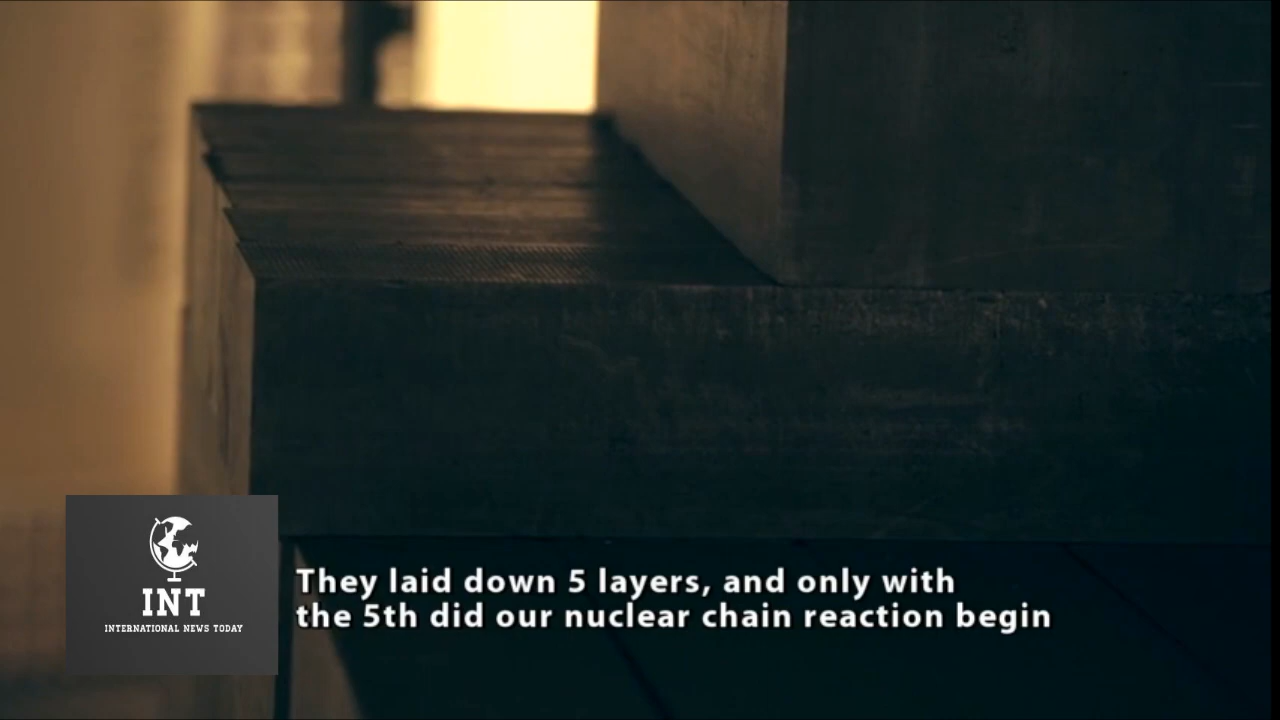 INT
INTERNATIONAL NEWS TODAY
They laid down 5 layers, and only with
the 5th did our nuclear chain reaction begin